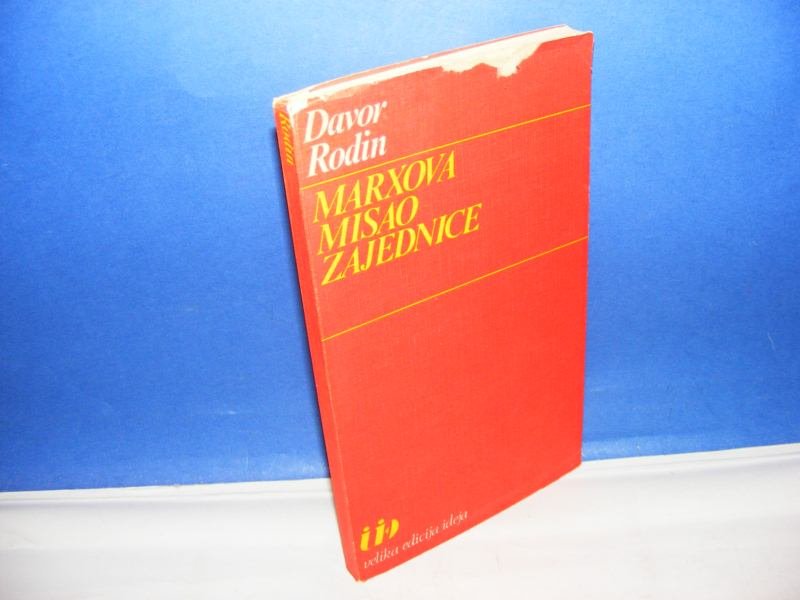 Davor
Rodin
MARXOVA
MISAO
ZAJEDNICE
velika edicija ideja
Rodin